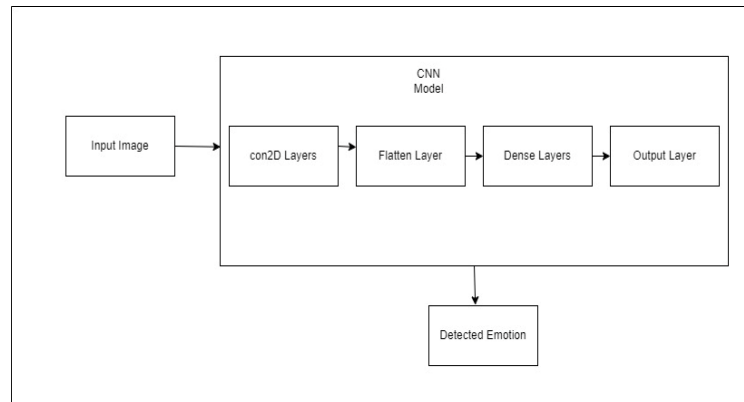 CNN
Model
Input Image
con2D Layers
Flatten Layer
Dense Layers
Output Layer
Detected Emotion